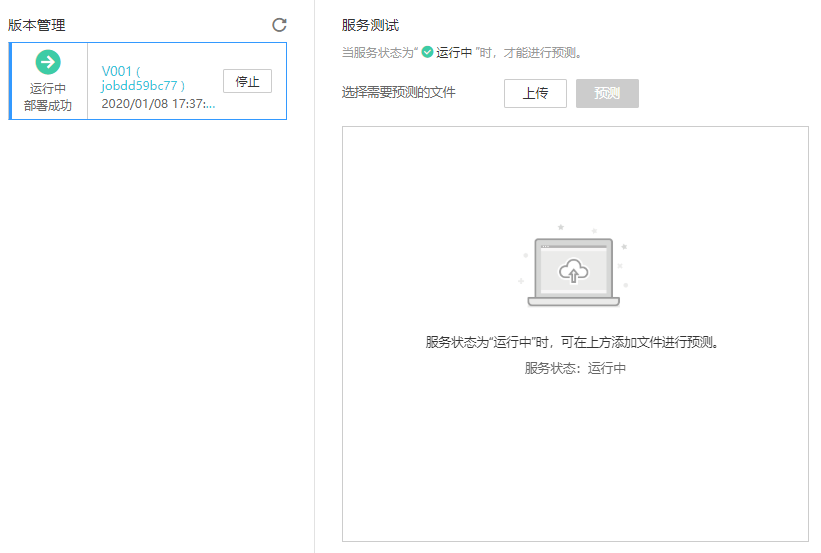 版本管理
运行中
部署成功
V001 (
jobdd59bc77 )
2020/01/08 17:37:...
停止
服务测试
当服务状态为“ 运行中 ”时，才能进行预测。
选择需要预测的文件
上传
预测
服务状态为“运行中”时，可在上方添加文件进行预测。
服务状态：运行中